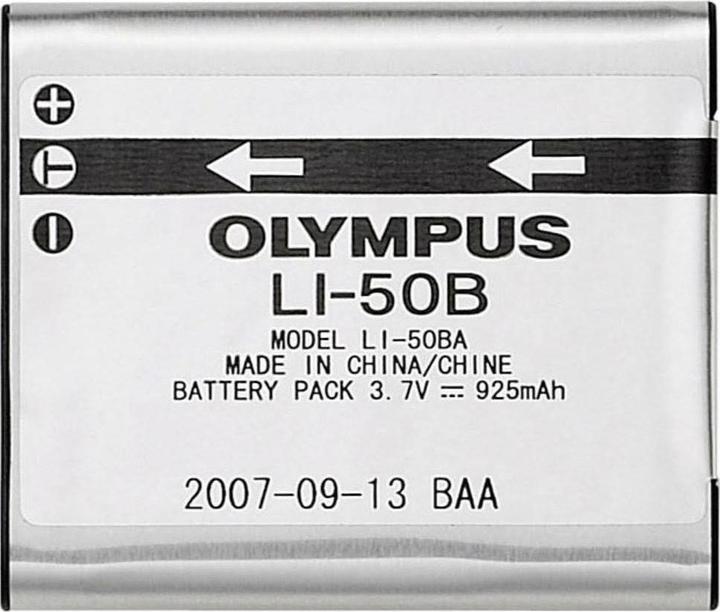 OLYMPUS
LI-50B
MODEL LI-50BA
MADE IN CHINA/CHINE
BATTERY PACK 3.7V ⎓ 925mAh
2007-09-13 BAA